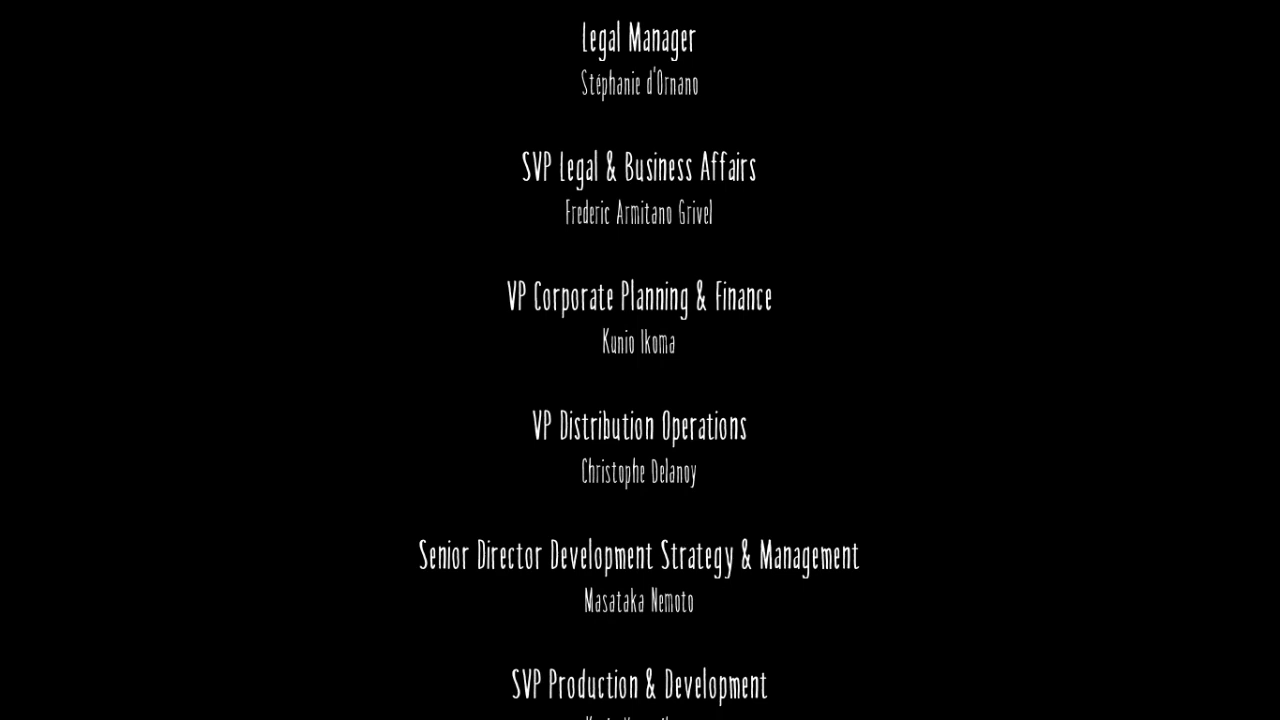 Legal Manager
Stéphanie d'Ornano
SVP Legal & Business Affairs
Frederic Armitano Grivel
VP Corporate Planning & Finance
Kunio Ikoma
VP Distribution Operations
Christophe Delanoy
Senior Director Development Strategy & Management
Masataka Nemoto
SVP Production & Development